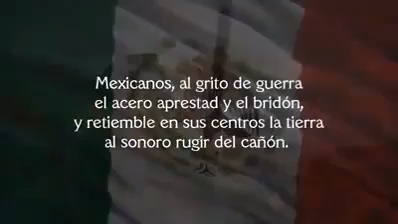 Mexicanos, al grito de guerra
el acero aprestad y el bridón,
y retiemble en sus centros la tierra
al sonoro rugir del cañón.